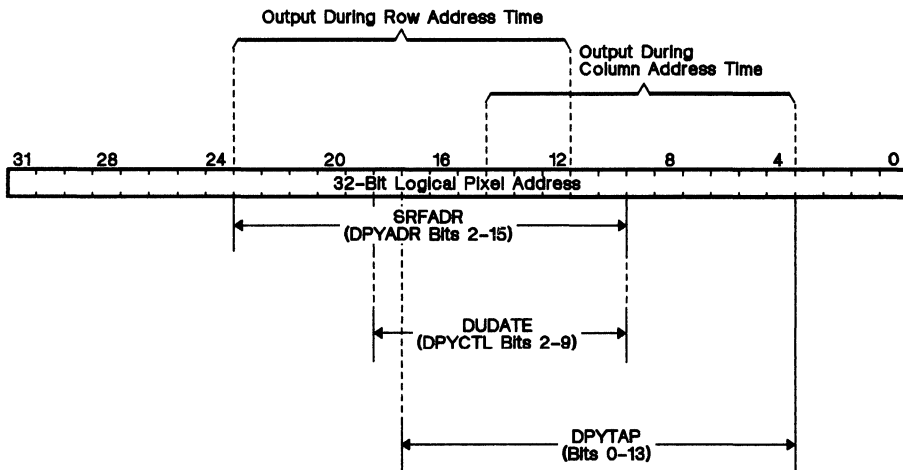 Output During Row Address Time
Output During
Column Address Time
31 28 24 20 16 12 8 4 0
32-Bit Logical Pixel Address
SRFADR
(DPYADR Bits 2-15)
DUDATE
(DPYCTL Bits 2-9)
DPYTAP
(Bits 0-13)